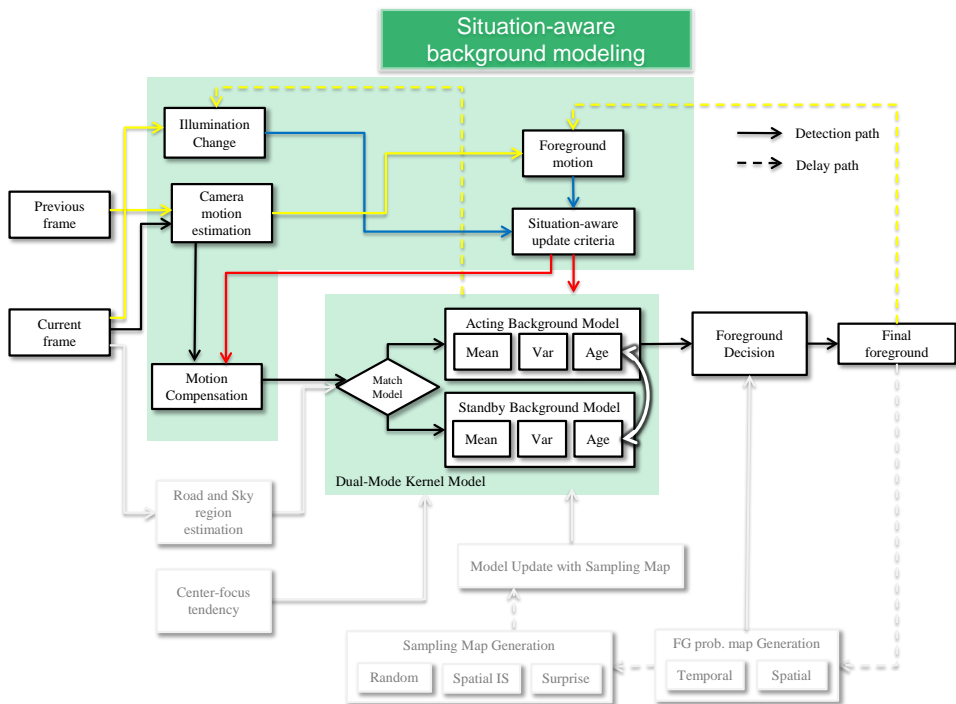 Situation-aware
background modeling
Illumination
Change
Foreground
motion
Detection path
Delay path
Previous
frame
Camera
motion
estimation
Situation-aware
update criteria
Current
frame
Acting Background Model
Mean
Var
Age
Foreground
Decision
Final
foreground
Motion
Compensation
Match
Model
Standby Background Model
Mean
Var
Age
Dual-Mode Kernel Model
Road and Sky
region
estimation
Model Update with Sampling Map
Center-focus
tendency
Sampling Map Generation
Random
Spatial IS
Surprise
FG prob. map Generation
Temporal
Spatial